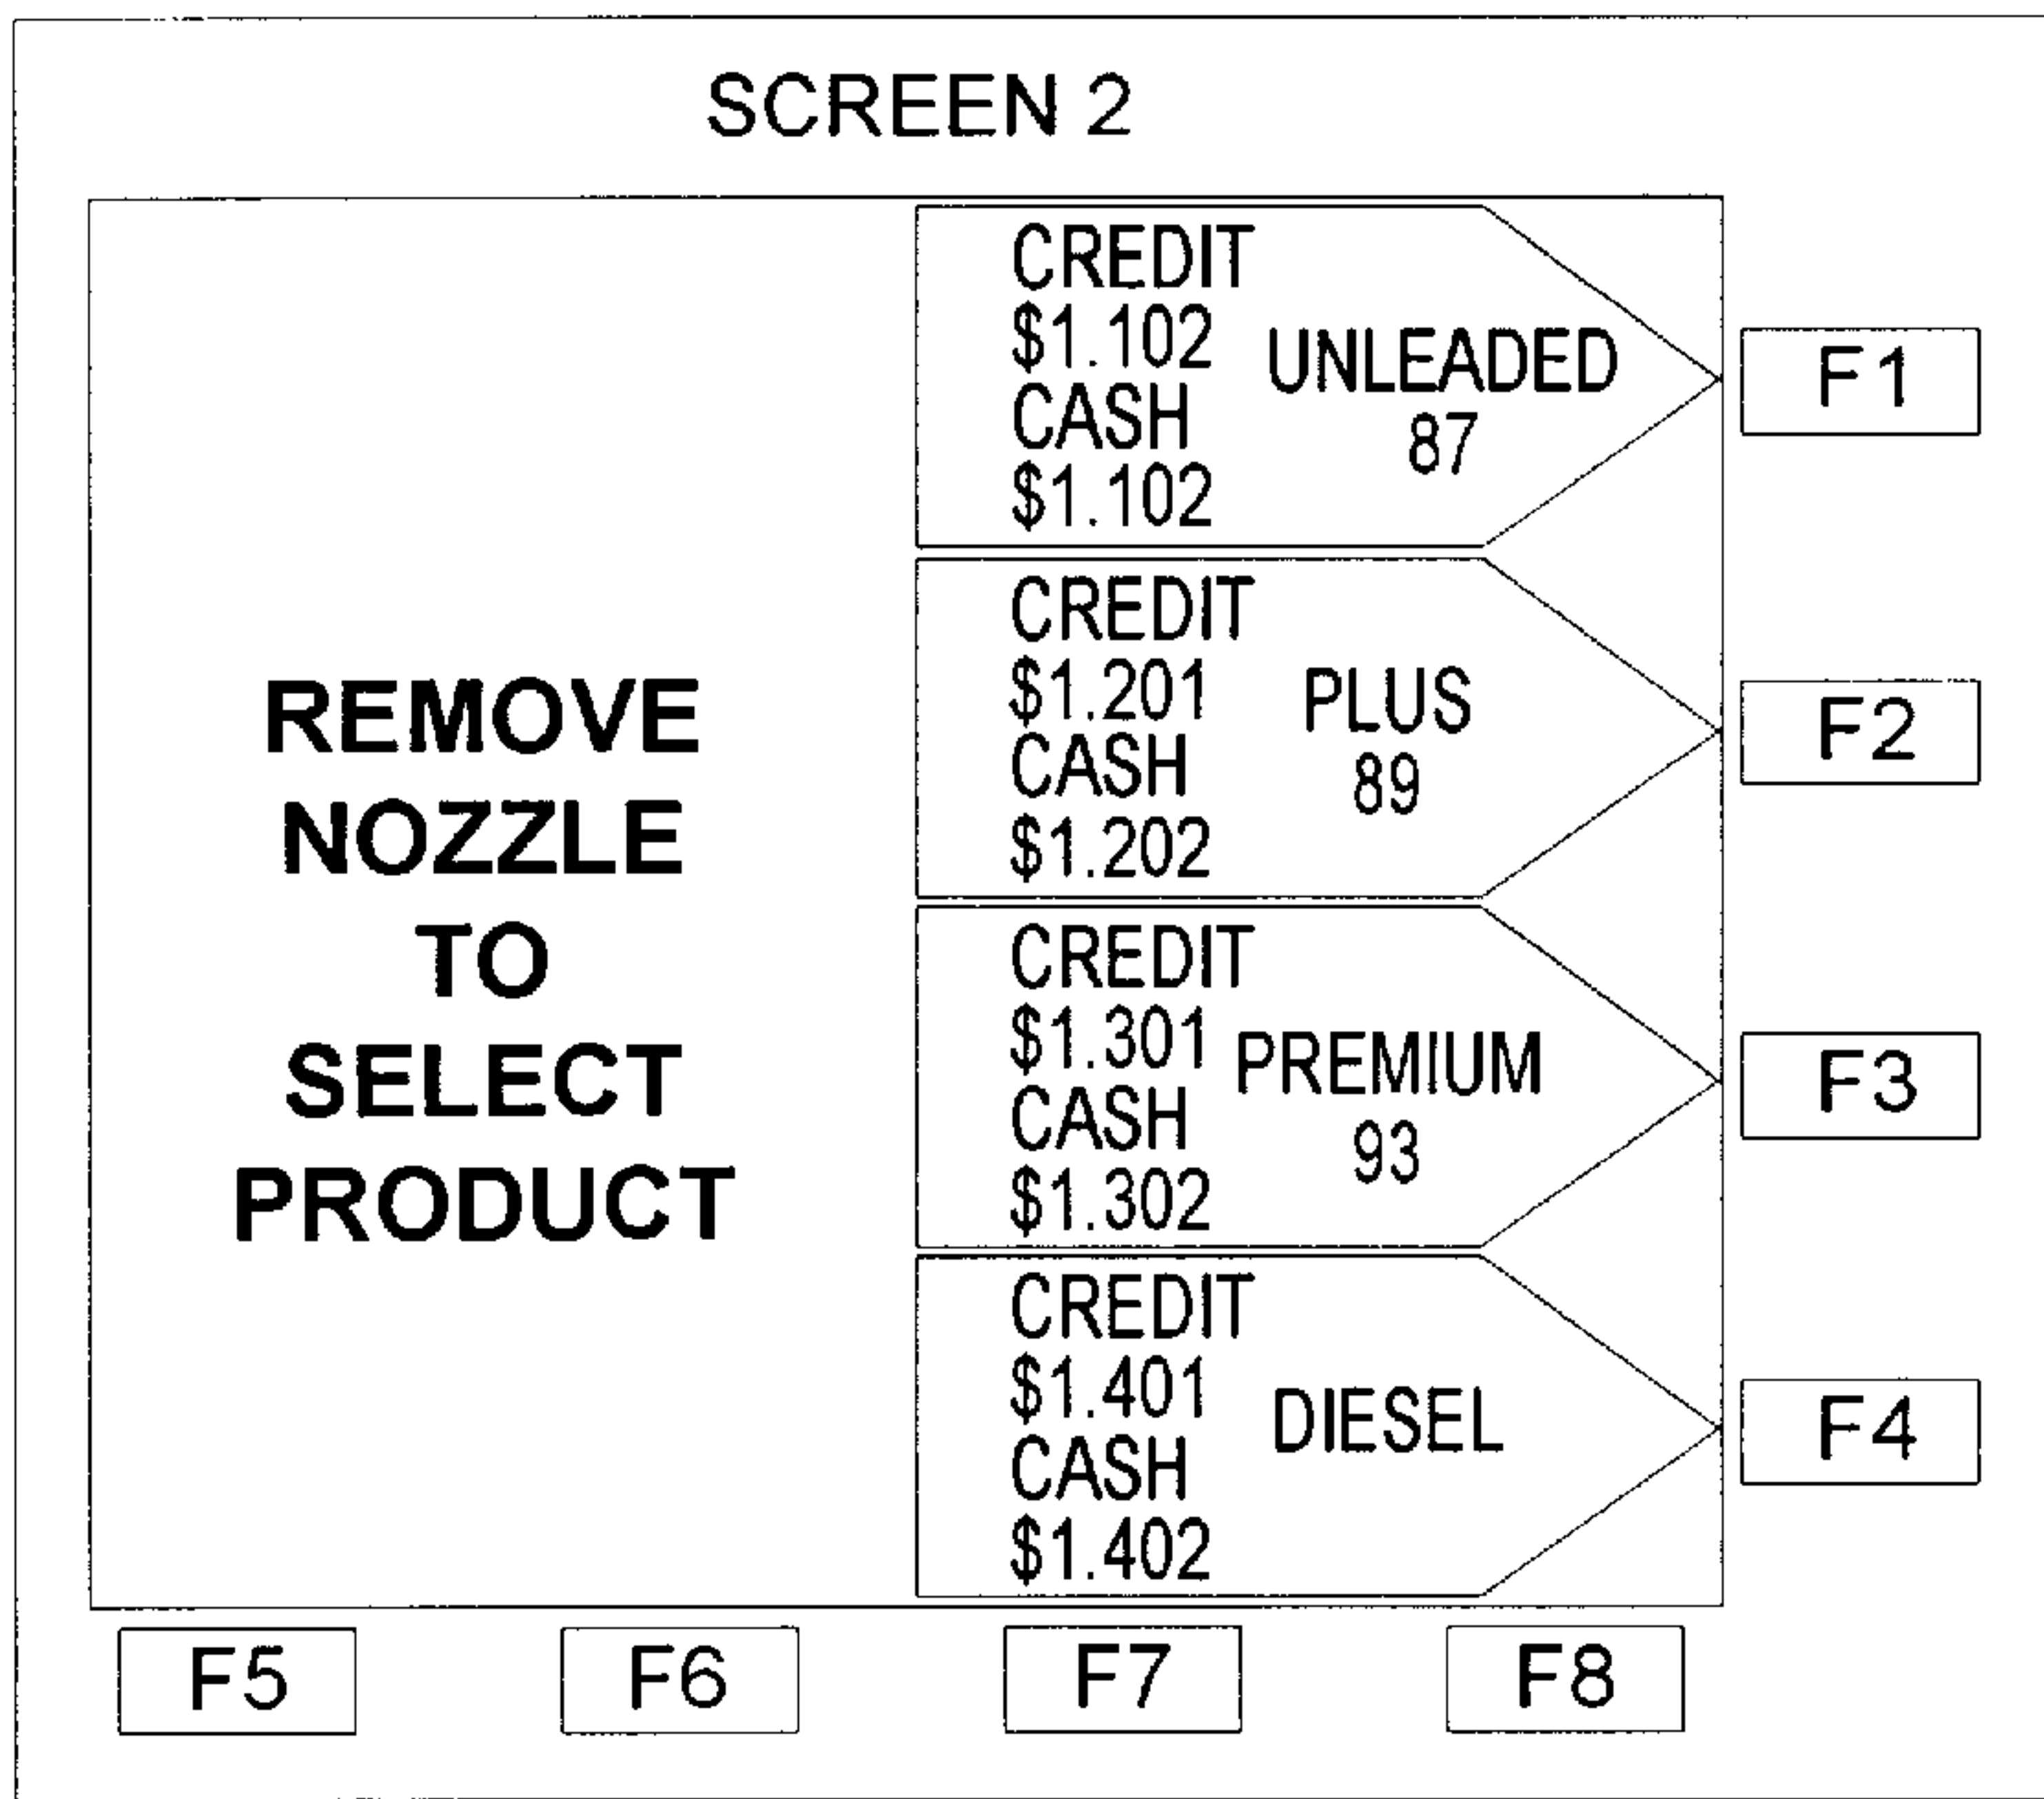 SCREEN 2
REMOVE
NOZZLE
TO
SELECT
PRODUCT
CREDIT
$1.102
CASH
$1.102
UNLEADED
87
F1
CREDIT
$1.201
CASH
$1.202
PLUS
89
F2
CREDIT
$1.301
CASH
$1.302
PREMIUM
93
F3
CREDIT
$1.401
CASH
$1.402
DIESEL
F4
F5
F6
F7
F8